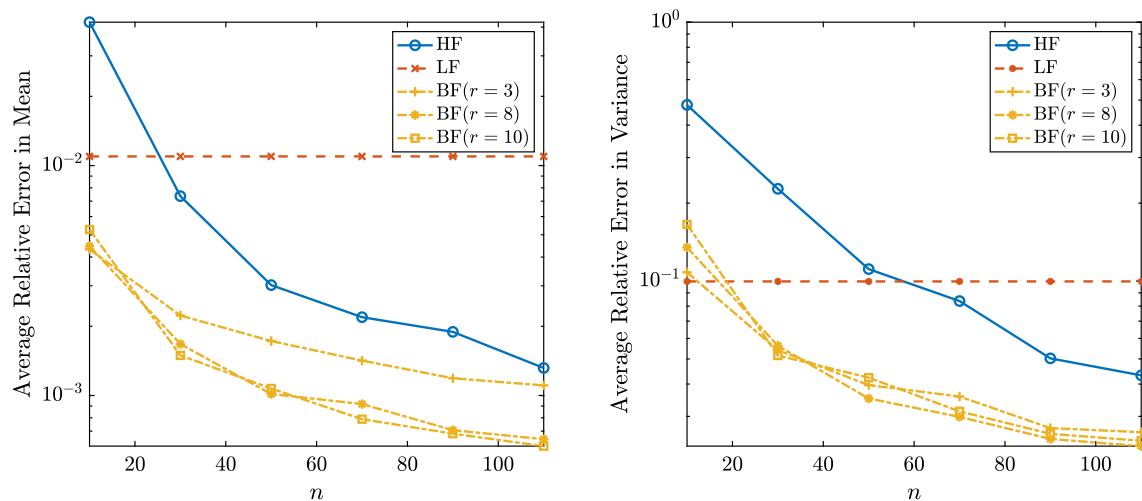 Average Relative Error in Mean
10^{-2}
10^{-3}
20
40
60
80
100
n
HF
LF
BF(r = 3)
BF(r = 8)
BF(r = 10)
Average Relative Error in Variance
10^{0}
10^{-1}
20
40
60
80
100
n
HF
LF
BF(r = 3)
BF(r = 8)
BF(r = 10)